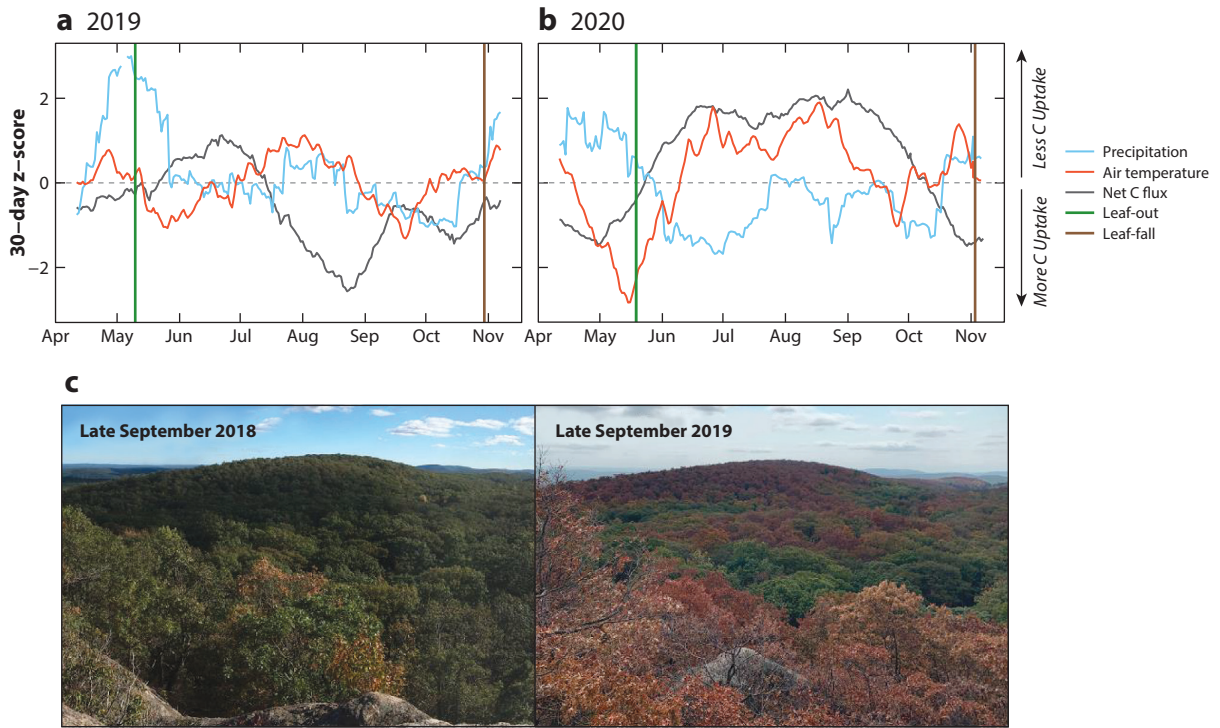 a 2019
b 2020
30-day z-score
2
0
-2
Apr May Jun Jul Aug Sep Oct Nov
Apr May Jun Jul Aug Sep Oct Nov
Less C Uptake
More C Uptake
Precipitation
Air temperature
Net C flux
Leaf-out
Leaf-fall
c
Late September 2018
Late September 2019